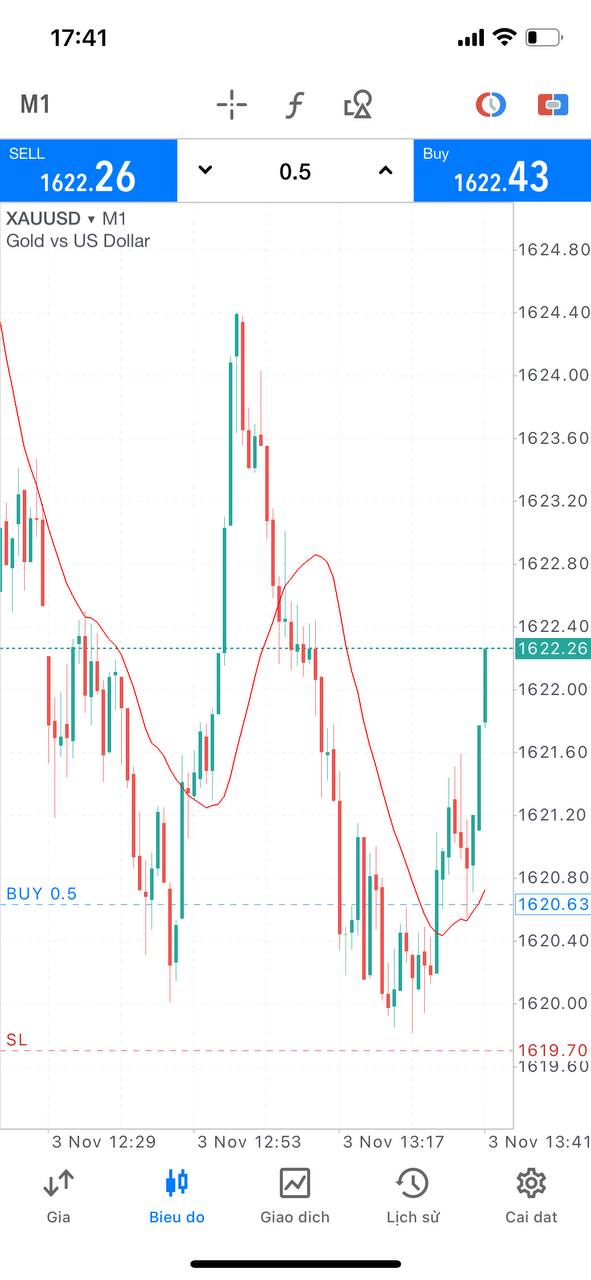 17:41
M1
SELL
1622.26
0.5
Buy
1622.43
XAUUSD ▾ M1
Gold vs US Dollar
1624.80
1624.40
1624.00
1623.60
1623.20
1622.80
1622.40
1622.26
1622.00
1621.60
1621.20
1620.80
BUY 0.5
1620.63
1620.40
1620.00
SL
1619.70
1619.60
3 Nov 12:29
3 Nov 12:53
3 Nov 13:17
3 Nov 13:41
Gia
Bieu do
Giao dich
Lịch sử
Cai dat